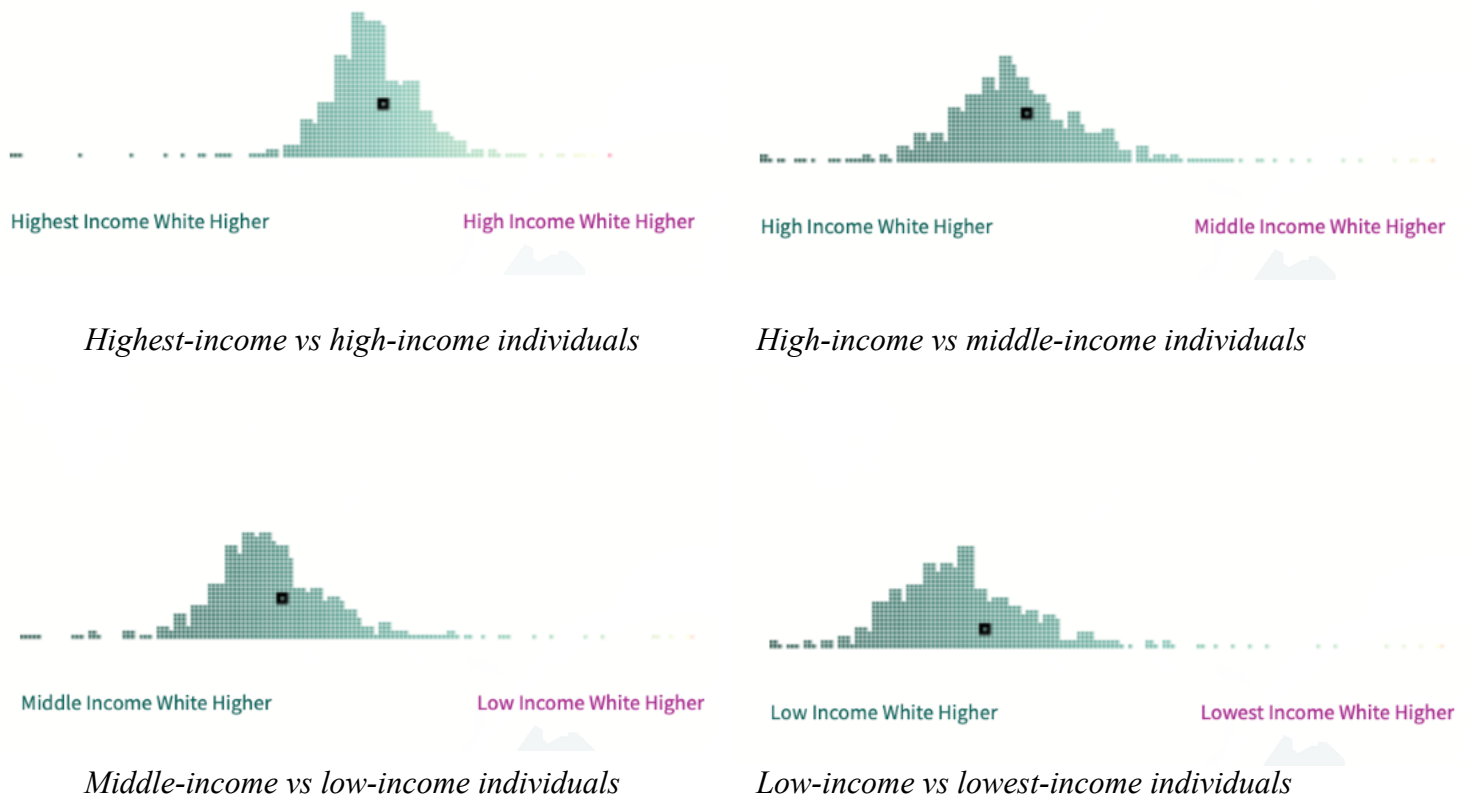 Highest Income White Higher
High Income White Higher
High Income White Higher
Middle Income White Higher
Highest-income vs high-income individuals
High-income vs middle-income individuals
Middle Income White Higher
Low Income White Higher
Low Income White Higher
Lowest Income White Higher
Middle-income vs low-income individuals
Low-income vs lowest-income individuals